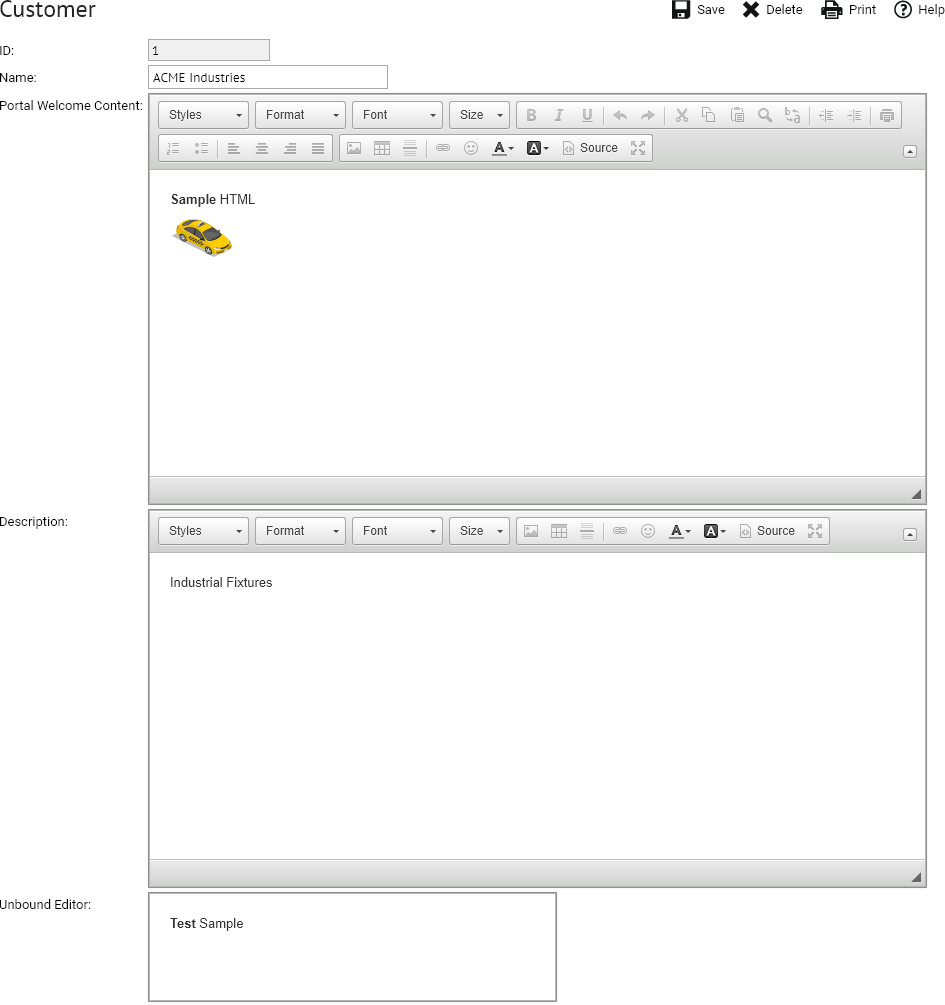 Customer
Save Delete Print Help
ID: 1
Name: ACME Industries
Portal Welcome Content:
Styles Format Font Size B I U
A A Source
Sample HTML
Description:
Styles Format Font Size A A Source
Industrial Fixtures
Unbound Editor:
Test Sample